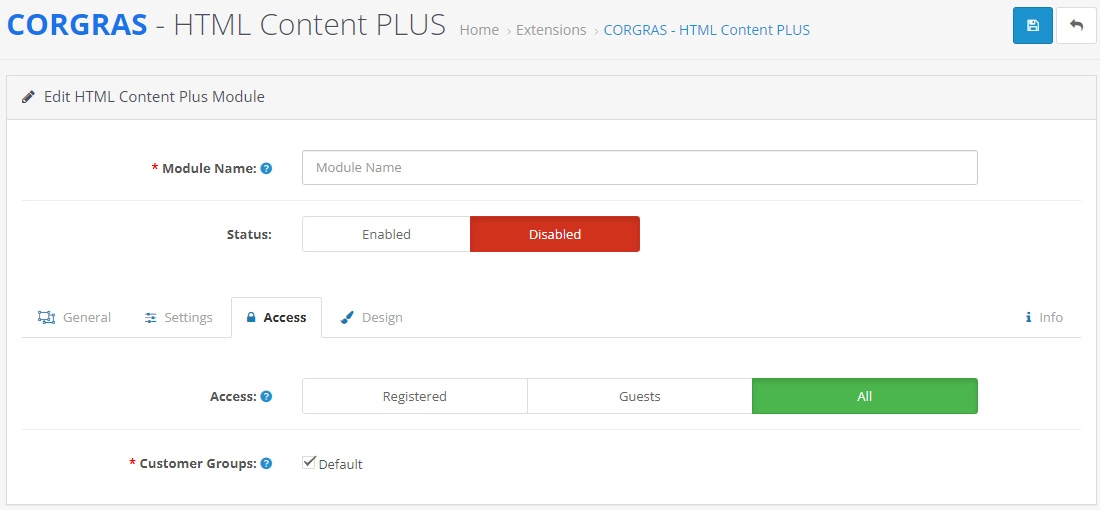 CORGRAS - HTML Content PLUS Home › Extensions › CORGRAS - HTML Content PLUS
Edit HTML Content Plus Module
* Module Name: ? Module Name
Status: Enabled Disabled
General Settings Access Design i Info
Access: ? Registered Guests All
* Customer Groups: ? Default